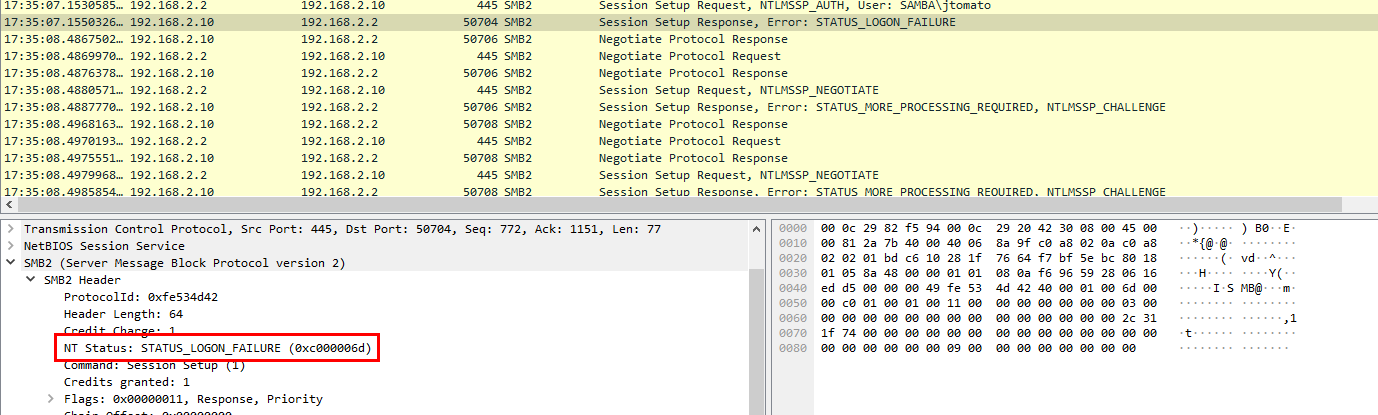 17:35:07.1530585… 192.168.2.2 192.168.2.10 445 SMB2 Session Setup Request, NTLMSSP_AUTH, User: SAMBA\jtomato
17:35:07.1550326… 192.168.2.10 192.168.2.2 50704 SMB2 Session Setup Response, Error: STATUS_LOGON_FAILURE
17:35:08.4867502… 192.168.2.10 192.168.2.2 50706 SMB2 Negotiate Protocol Response
17:35:08.4869970… 192.168.2.2 192.168.2.10 445 SMB2 Negotiate Protocol Request
17:35:08.4876378… 192.168.2.10 192.168.2.2 50706 SMB2 Negotiate Protocol Response
17:35:08.4880571… 192.168.2.2 192.168.2.10 445 SMB2 Session Setup Request, NTLMSSP_NEGOTIATE
17:35:08.4887770… 192.168.2.10 192.168.2.2 50706 SMB2 Session Setup Response, Error: STATUS_MORE_PROCESSING_REQUIRED, NTLMSSP_CHALLENGE
17:35:08.4968163… 192.168.2.10 192.168.2.2 50708 SMB2 Negotiate Protocol Response
17:35:08.4970193… 192.168.2.2 192.168.2.10 445 SMB2 Negotiate Protocol Request
17:35:08.4975551… 192.168.2.10 192.168.2.2 50708 SMB2 Negotiate Protocol Response
17:35:08.4979968… 192.168.2.2 192.168.2.10 445 SMB2 Session Setup Request, NTLMSSP_NEGOTIATE
17:35:08.4985854… 192.168.2.10 192.168.2.2 50708 SMB2 Session Setup Response, Error: STATUS_MORE_PROCESSING_REQUIRED, NTLMSSP_CHALLENGE
Transmission Control Protocol, Src Port: 445, Dst Port: 50704, Seq: 772, Ack: 1151, Len: 77
NetBIOS Session Service
SMB2 (Server Message Block Protocol version 2)
SMB2 Header
ProtocolId: 0xfe534d42
Header Length: 64
Credit Charge: 1
NT Status: STATUS_LOGON_FAILURE (0xc000006d)
Command: Session Setup (1)
Credits granted: 1
Flags: 0x00000011, Response, Priority
Chain Offset: 0x00000000
0000 00 0c 29 82 f5 94 00 0c 29 20 42 30 08 00 45 00 ··)·····) B0··E·
0010 00 81 2a 7b 40 00 40 06 8a 9f c0 a8 02 0a c0 a8 ··*{@·@·········
0020 02 02 01 bd c6 10 28 1f 76 64 f7 bf 5e bc 80 18 ······(·vd··^···
0030 01 05 8a 48 00 00 01 01 08 0a f6 96 59 28 06 16 ···H········Y(··
0040 ed d5 00 00 00 49 fe 53 4d 42 40 00 01 00 6d 00 ·····I·SMB@···m·
0050 00 c0 01 00 01 00 11 00 00 00 00 00 00 00 03 00 ················
0060 00 00 00 00 00 00 00 00 00 00 00 00 00 00 2c 31 ··············,1
0070 1f 74 00 00 00 00 00 00 00 00 00 00 00 00 00 00 ·t··············
0080 00 00 00 00 00 00 09 00 00 00 00 00 00 00 00 ···············